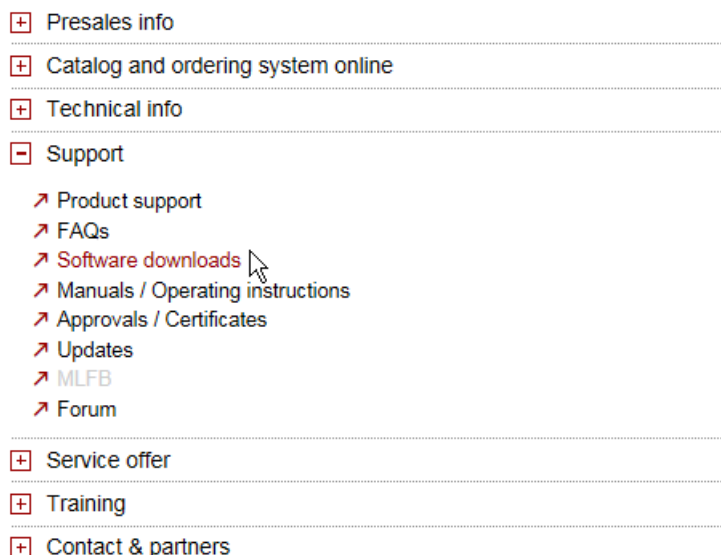 Presales info
Catalog and ordering system online
Technical info
Support
Product support
FAQs
Software downloads
Manuals / Operating instructions
Approvals / Certificates
Updates
MLFB
Forum
Service offer
Training
Contact & partners